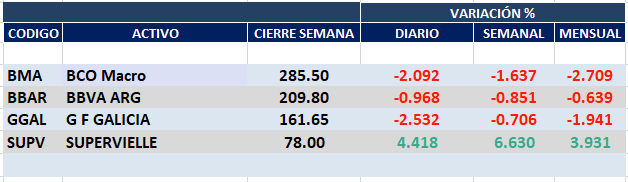 VARIACIÓN %
CODIGO ACTIVO CIERRE SEMANA DIARIO SEMANAL MENSUAL
BMA BCO Macro 285.50 -2.092 -1.637 -2.709
BBAR BBVA ARG 209.80 -0.968 -0.851 -0.639
GGAL G F GALICIA 161.65 -2.532 -0.706 -1.941
SUPV SUPERVIELLE 78.00 4.418 6.630 3.931